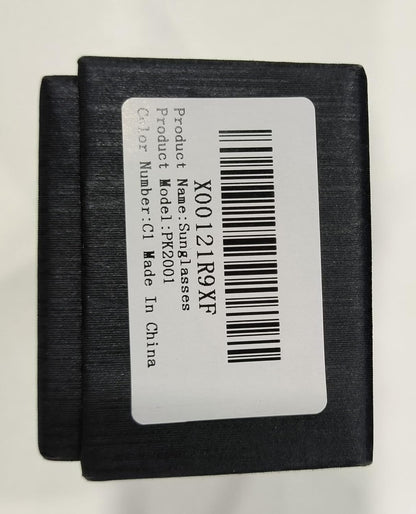 X00121R9XF
Product Name:Sunglasses
Product Model:PK2001
Color Number:C1 Made In China